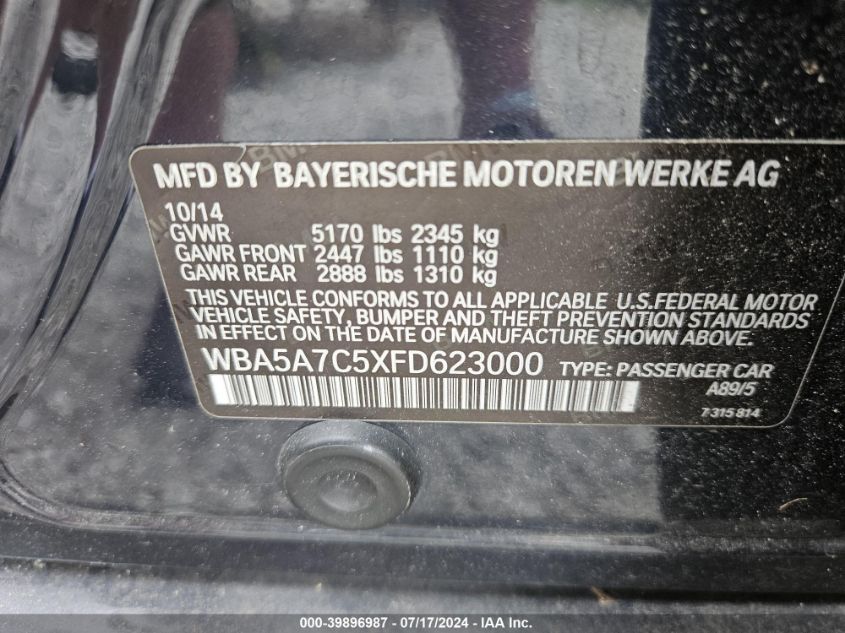 MFD BY BAYERISCHE MOTOREN WERKE AG
10/14
GVWR 5170 lbs 2345 kg
GAWR FRONT 2447 lbs 1110 kg
GAWR REAR 2888 lbs 1310 kg
THIS VEHICLE CONFORMS TO ALL APPLICABLE U.S.FEDERAL MOTOR
VEHICLE SAFETY, BUMPER AND THEFT PREVENTION STANDARDS
IN EFFECT ON THE DATE OF MANUFACTURE SHOWN ABOVE.
WBA5A7C5XFD623000 TYPE: PASSENGER CAR
A89/5
7 315 814
000-39896987 - 07/17/2024 - IAA Inc.